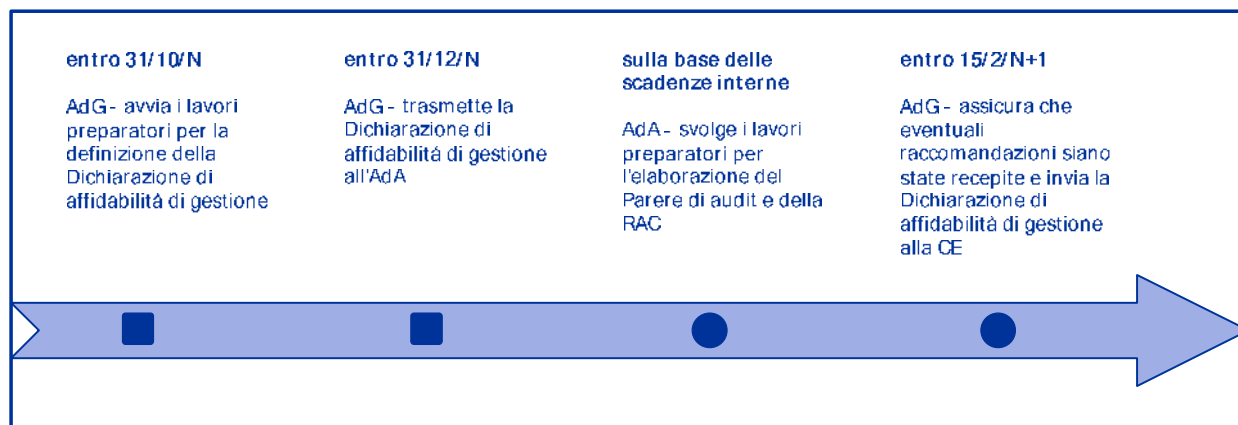 entro 31/10/N
AdG - avvia i lavori
preparatori per la
definizione della
Dichiarazione di
affidabilità di gestione
entro 31/12/N
AdG - trasmette la
Dichiarazione di
affidabilità di gestione
all'AdA
sulla base delle
scadenze interne
AdA - svolge i lavori
preparatori per
l'elaborazione del
Parere di audit e della
RAC
entro 15/2/N+1
AdG - assicura che
eventuali
raccomandazioni siano
state recepite e invia la
Dichiarazione di
affidabilità di gestione
alla CE